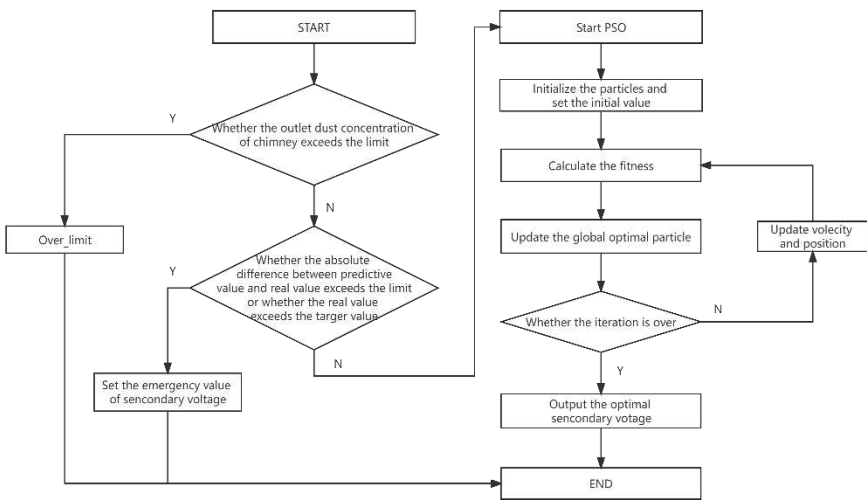 START
Y
Whether the outlet dust concentration
of chimney exceeds the limit
N
Over_limit
Y
Whether the absolute
difference between predictive
value and real value exceeds the limit
or whether the real value
exceeds the targer value
N
Set the emergency value
of sencondary voltage
Start PSO
Initialize the particles and
set the initial value
Calculate the fitness
Update the global optimal particle
Update volecity
and position
Whether the iteration is over
N
Y
Output the optimal
sencondary votage
END